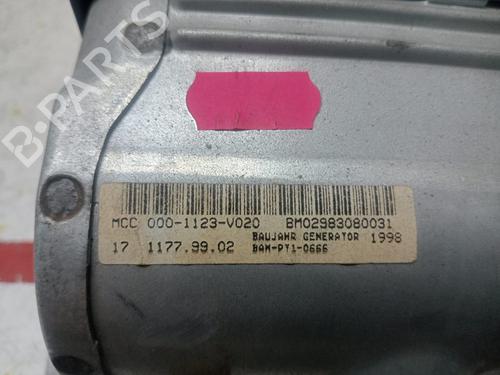 B-PARTS
MCC 000-1123-V020 BM02983080031
17 1177.99.02 BAUJAHR GENERATOR 1998
BAM-PT1-0666